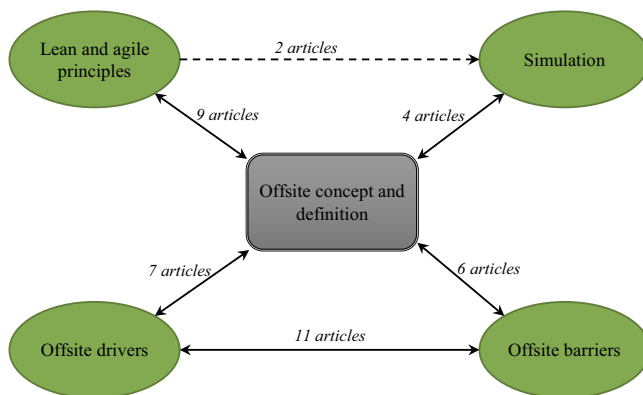 Lean and agile
principles
2 articles
Simulation
9 articles
4 articles
Offsite concept and
definition
7 articles
6 articles
Offsite drivers
11 articles
Offsite barriers